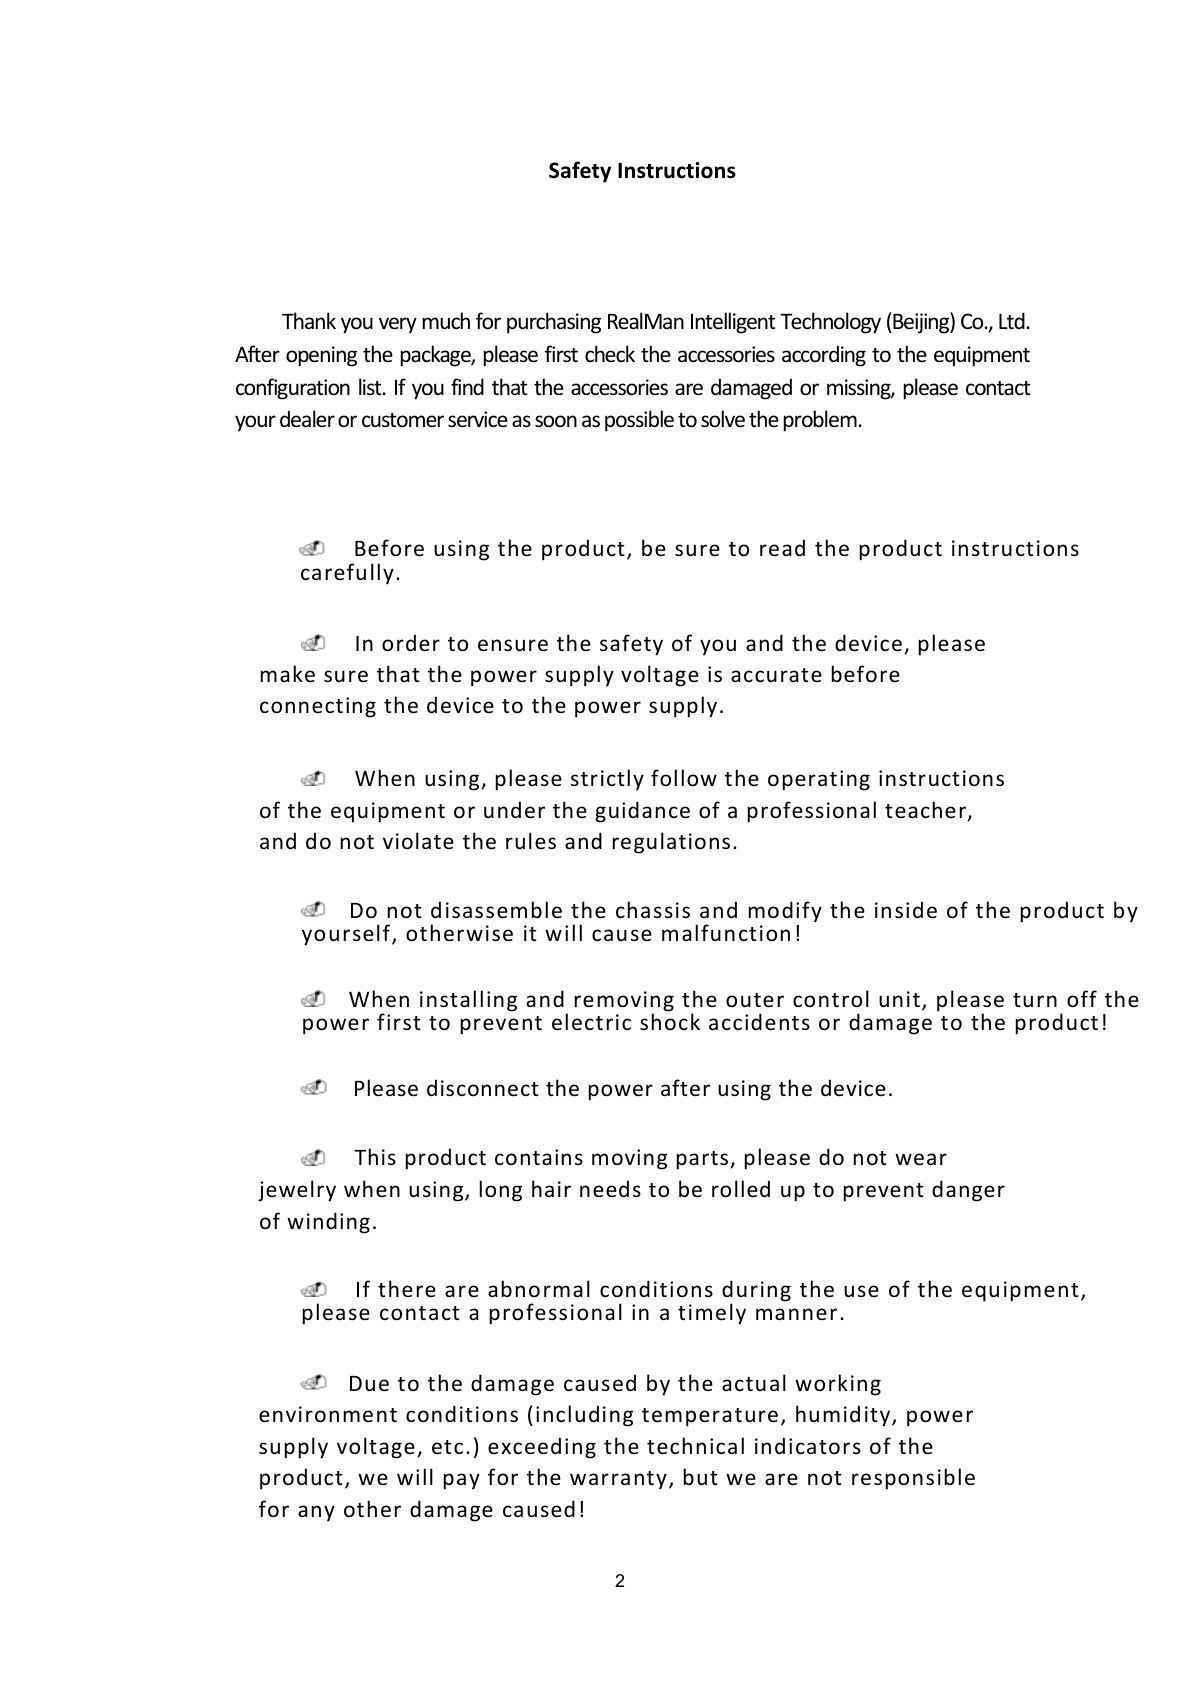 Safety Instructions
Thank you very much for purchasing RealMan Intelligent Technology (Beijing) Co., Ltd.
After opening the package, please first check the accessories according to the equipment
configuration list. If you find that the accessories are damaged or missing, please contact
your dealer or customer service as soon as possible to solve the problem.
Before using the product, be sure to read the product instructions
carefully.
In order to ensure the safety of you and the device, please
make sure that the power supply voltage is accurate before
connecting the device to the power supply.
When using, please strictly follow the operating instructions
of the equipment or under the guidance of a professional teacher,
and do not violate the rules and regulations.
Do not disassemble the chassis and modify the inside of the product by
yourself, otherwise it will cause malfunction!
When installing and removing the outer control unit, please turn off the
power first to prevent electric shock accidents or damage to the product!
Please disconnect the power after using the device.
This product contains moving parts, please do not wear
jewelry when using, long hair needs to be rolled up to prevent danger
of winding.
If there are abnormal conditions during the use of the equipment,
please contact a professional in a timely manner.
Due to the damage caused by the actual working
environment conditions (including temperature, humidity, power
supply voltage, etc.) exceeding the technical indicators of the
product, we will pay for the warranty, but we are not responsible
for any other damage caused!
2